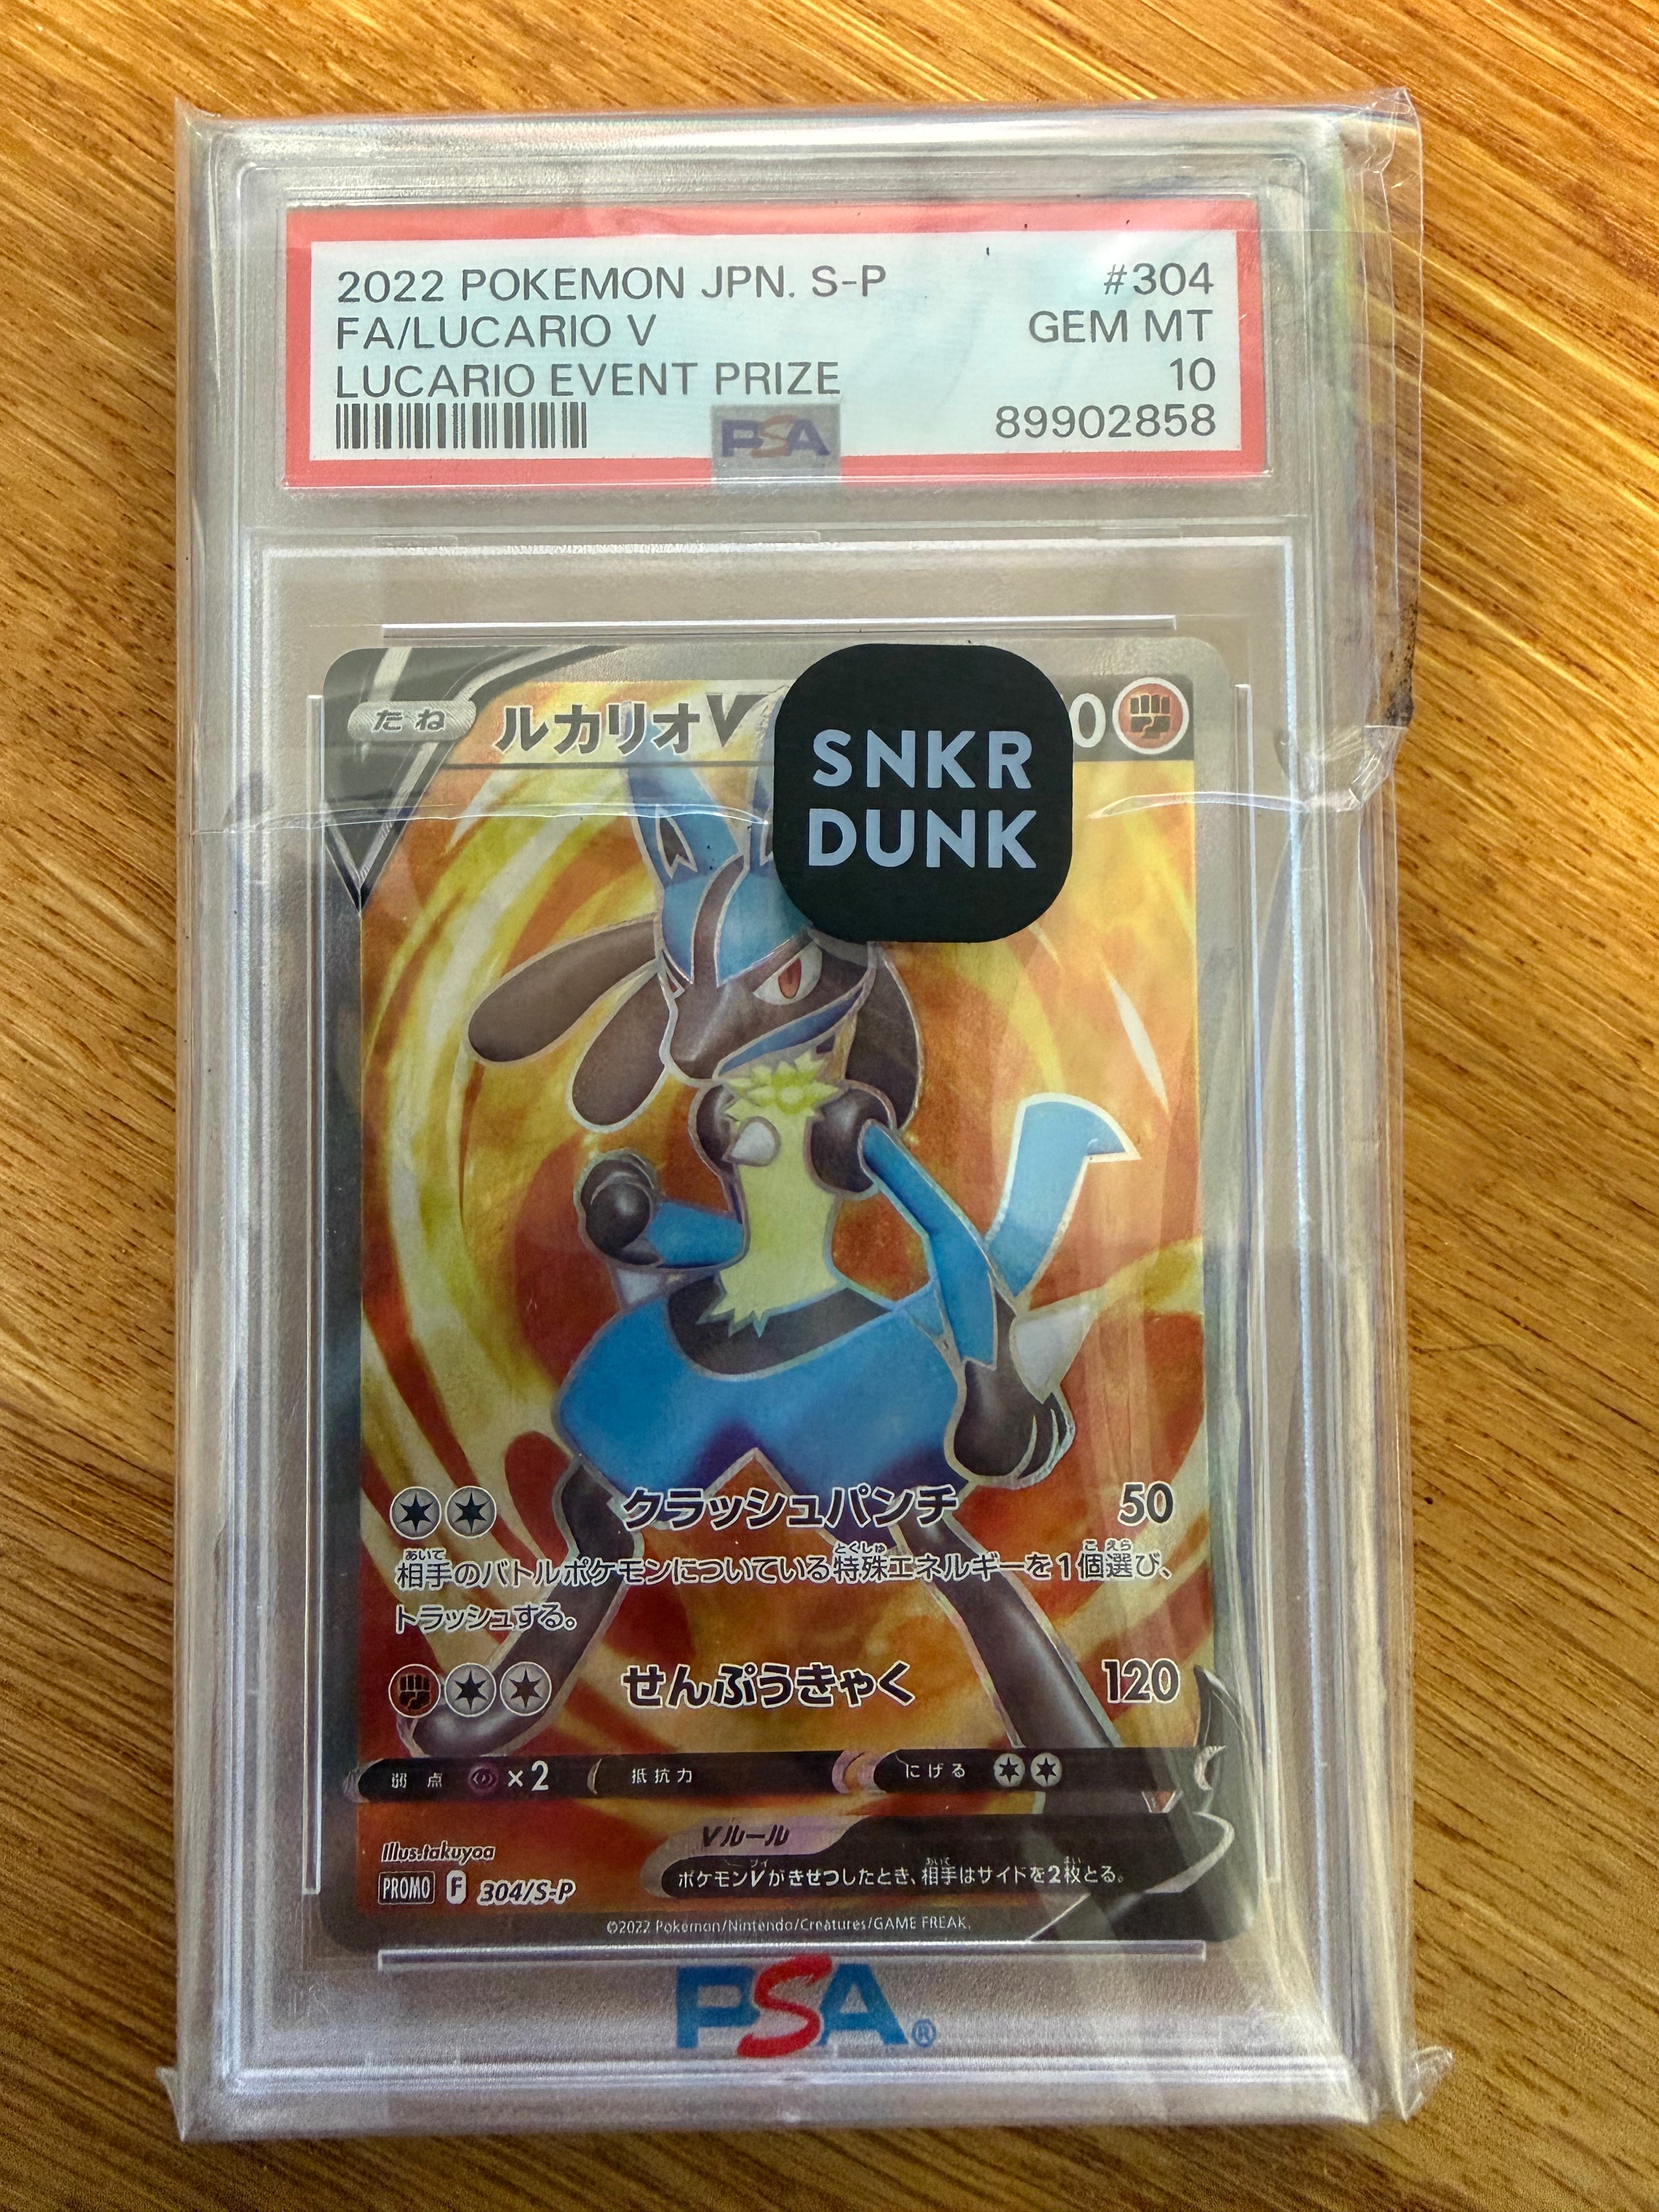 2022 POKEMON JPN. S-P #304
FA/LUCARIO V GEM MT
LUCARIO EVENT PRIZE 10
89902858
PSA
たね ルカリオV 0
SNKR
DUNK
クラッシュパンチ 50
相手のバトルポケモンについている特殊エネルギーを1個選び、
トラッシュする。
せんぷうきゃく 120
弱点 ×2 抵抗力 にげる
Illus.takuyoa
Vルール
ポケモンVがきぜつしたとき、相手はサイドを2枚とる。
PROMO F 304/S-P
©2022 Pokémon/Nintendo/Creatures/GAME FREAK.
PSA®